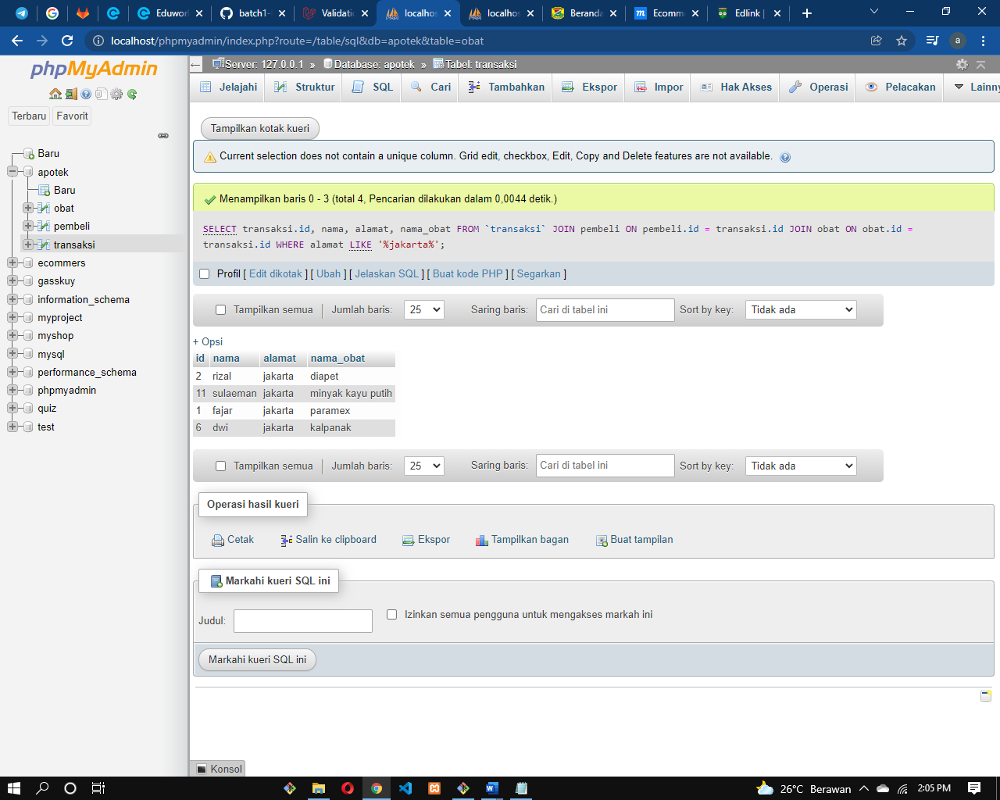 Eduwor
batch1-
Validati
localhos
localhos
Beranda
Ecomm
Edlink |
localhost/phpmyadmin/index.php?route=/table/sql&db=apotek&table=obat
a
phpMyAdmin
Terbaru Favorit
Baru
apotek
Baru
obat
pembeli
transaksi
ecommers
gasskuy
information_schema
myproject
myshop
mysql
performance_schema
phpmyadmin
quiz
test
Server: 127.0.0.1 » Database: apotek » Tabel: transaksi
Jelajahi Struktur SQL Cari Tambahkan Ekspor Impor Hak Akses Operasi Pelacakan Lainny
Tampilkan kotak kueri
Current selection does not contain a unique column. Grid edit, checkbox, Edit, Copy and Delete features are not available.
Menampilkan baris 0 - 3 (total 4, Pencarian dilakukan dalam 0,0044 detik.)
SELECT transaksi.id, nama, alamat, nama_obat FROM `transaksi` JOIN pembeli ON pembeli.id = transaksi.id JOIN obat ON obat.id =
transaksi.id WHERE alamat LIKE '%jakarta%';
Profil [ Edit dikotak ] [ Ubah ] [ Jelaskan SQL ] [ Buat kode PHP ] [ Segarkan ]
Tampilkan semua | Jumlah baris: 25 Saring baris: Cari di tabel ini Sort by key: Tidak ada
+ Opsi
id nama alamat nama_obat
2 rizal jakarta diapet
11 sulaeman jakarta minyak kayu putih
1 fajar jakarta paramex
6 dwi jakarta kalpanak
Tampilkan semua | Jumlah baris: 25 Saring baris: Cari di tabel ini Sort by key: Tidak ada
Operasi hasil kueri
Cetak Salin ke clipboard Ekspor Tampilkan bagan Buat tampilan
Markahi kueri SQL ini
Judul: Izinkan semua pengguna untuk mengakses markah ini
Markahi kueri SQL ini
Konsol
26°C Berawan 2:05 PM